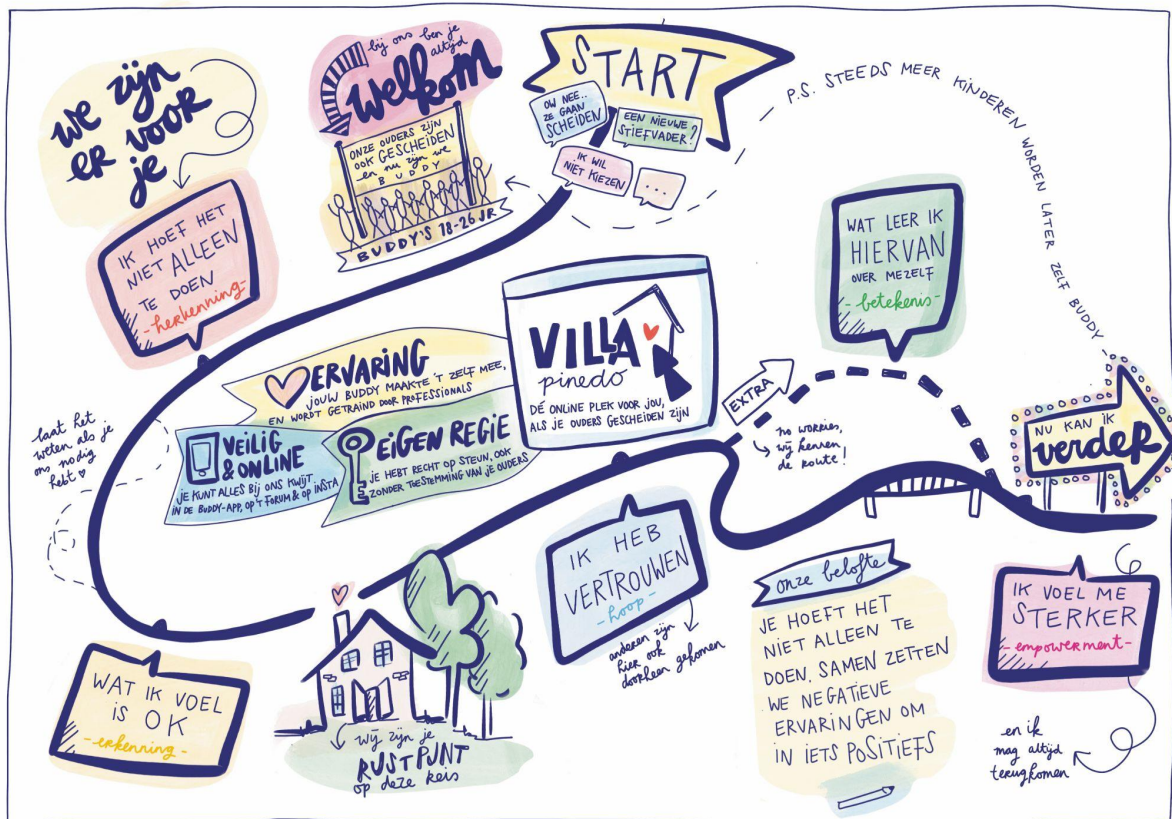 we zijn
er voor
je
bij ons ben je
altijd
welkom
ONZE OUDERS ZIJN
OOK GESCHEIDEN
en nu zijn we
BUDDY
BUDDY'S 18-26 JR
START
OW NEE..
ZE GAAN
SCHEIDEN
EEN NIEUWE
STIEFVADER?
IK WIL
NIET KIEZEN
...
P.S. STEEDS MEER KINDEREN WORDEN LATER ZELF BUDDY
IK HOEF HET
NIET ALLEEN
TE DOEN
-herkenning-
WAT LEER IK
HIERVAN
OVER MEZELF
-betekenis-
VILLA
pinedo
DÉ ONLINE PLEK VOOR JOU,
ALS JE OUDERS GESCHEIDEN ZIJN
ERVARING
JOUW BUDDY MAAKTE 'T ZELF MEE,
EN WORDT GETRAIND DOOR PROFESSIONALS
VEILIG
& ONLINE
JE KUNT ALLES BIJ ONS KWIJT.
IN DE BUDDY-APP, OP 'T FORUM & OP INSTA
EIGEN REGIE
JE HEBT RECHT OP STEUN, OOK
ZONDER TOESTEMMING VAN JE OUDERS
EXTRA
no worries,
wij kennen
de route!
NU KAN IK
verder
laat het
weten als je
ons nodig
hebt
WAT IK VOEL
IS OK
-erkenning-
wij zijn je
RUSTPUNT
op deze reis
IK HEB
VERTROUWEN
-hoop-
anderen zijn
hier ook
doorheen gekomen
onze belofte
JE HOEFT HET
NIET ALLEEN TE
DOEN. SAMEN ZETTEN
WE NEGATIEVE
ERVARINGEN OM
IN IETS POSITIEFS
IK VOEL ME
STERKER
-empowerment-
en ik
mag altijd
terugkomen